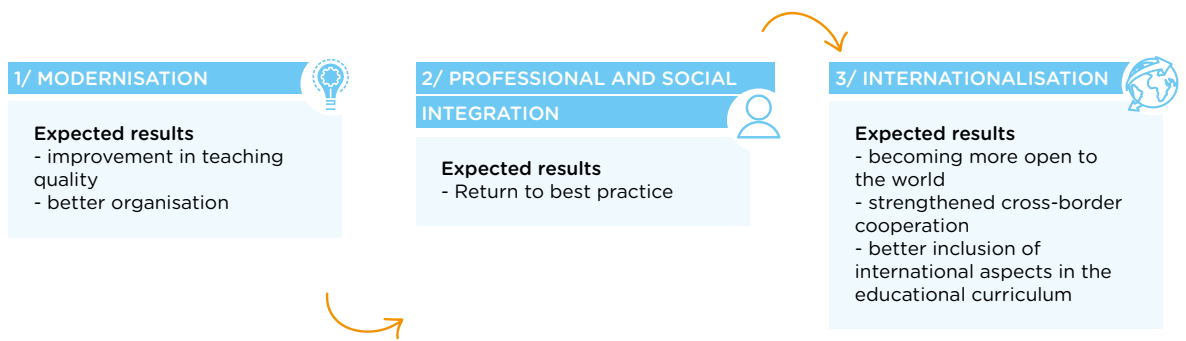 1/ MODERNISATION
Expected results
- improvement in teaching
quality
- better organisation
2/ PROFESSIONAL AND SOCIAL
INTEGRATION
Expected results
- Return to best practice
3/ INTERNATIONALISATION
Expected results
- becoming more open to
the world
- strengthened cross-border
cooperation
- better inclusion of
international aspects in the
educational curriculum